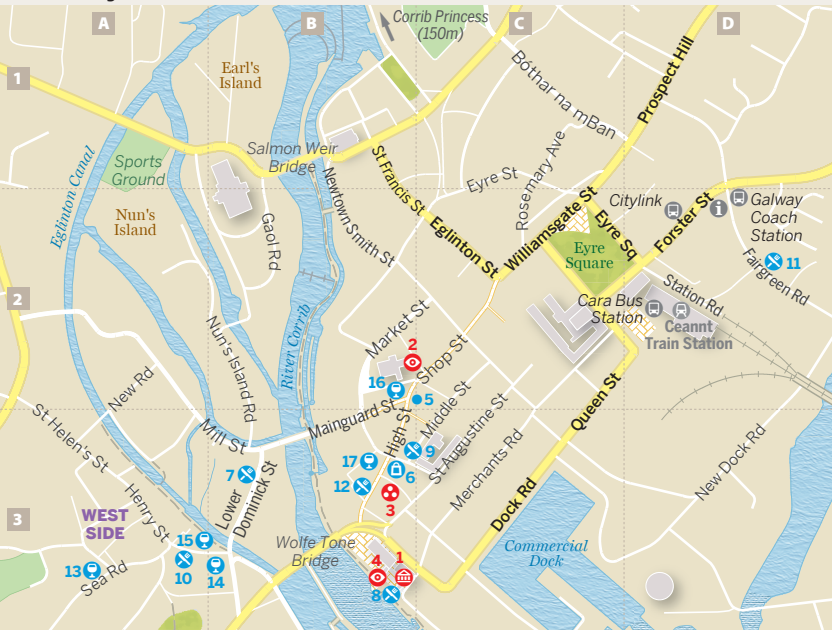 A
B
C
D
Corrib Princess
(150m)
1
Earl's
Island
Bóthar na mBan
Prospect Hill
Salmon Weir
Bridge
Sports
Ground
St Francis St
Eyre St
Rosemary Ave
Eglinton Canal
Nun's
Island
Newtown Smith St
Gaol Rd
Eglinton St
Williamsgate St
Eyre Sq
Citylink
Forster St
Galway
Coach
Station
Eyre
Square
11
Fairgreen Rd
2
Station Rd
Cara Bus
Station
Ceannt
Train Station
River Corrib
Nun's Island Rd
Market St
2
Shop St
16
5
New Rd
Mainguard St
High St
Middle St
Queen St
St Helen's St
Mill St
9
St Augustine St
Merchants Rd
New Dock Rd
17
6
7
12
Lower
Dominick St
3
Henry St
Dock Rd
3
WEST
SIDE
15
Wolfe Tone
Bridge
Commercial
Dock
13
Sea Rd
10
14
4
1
8